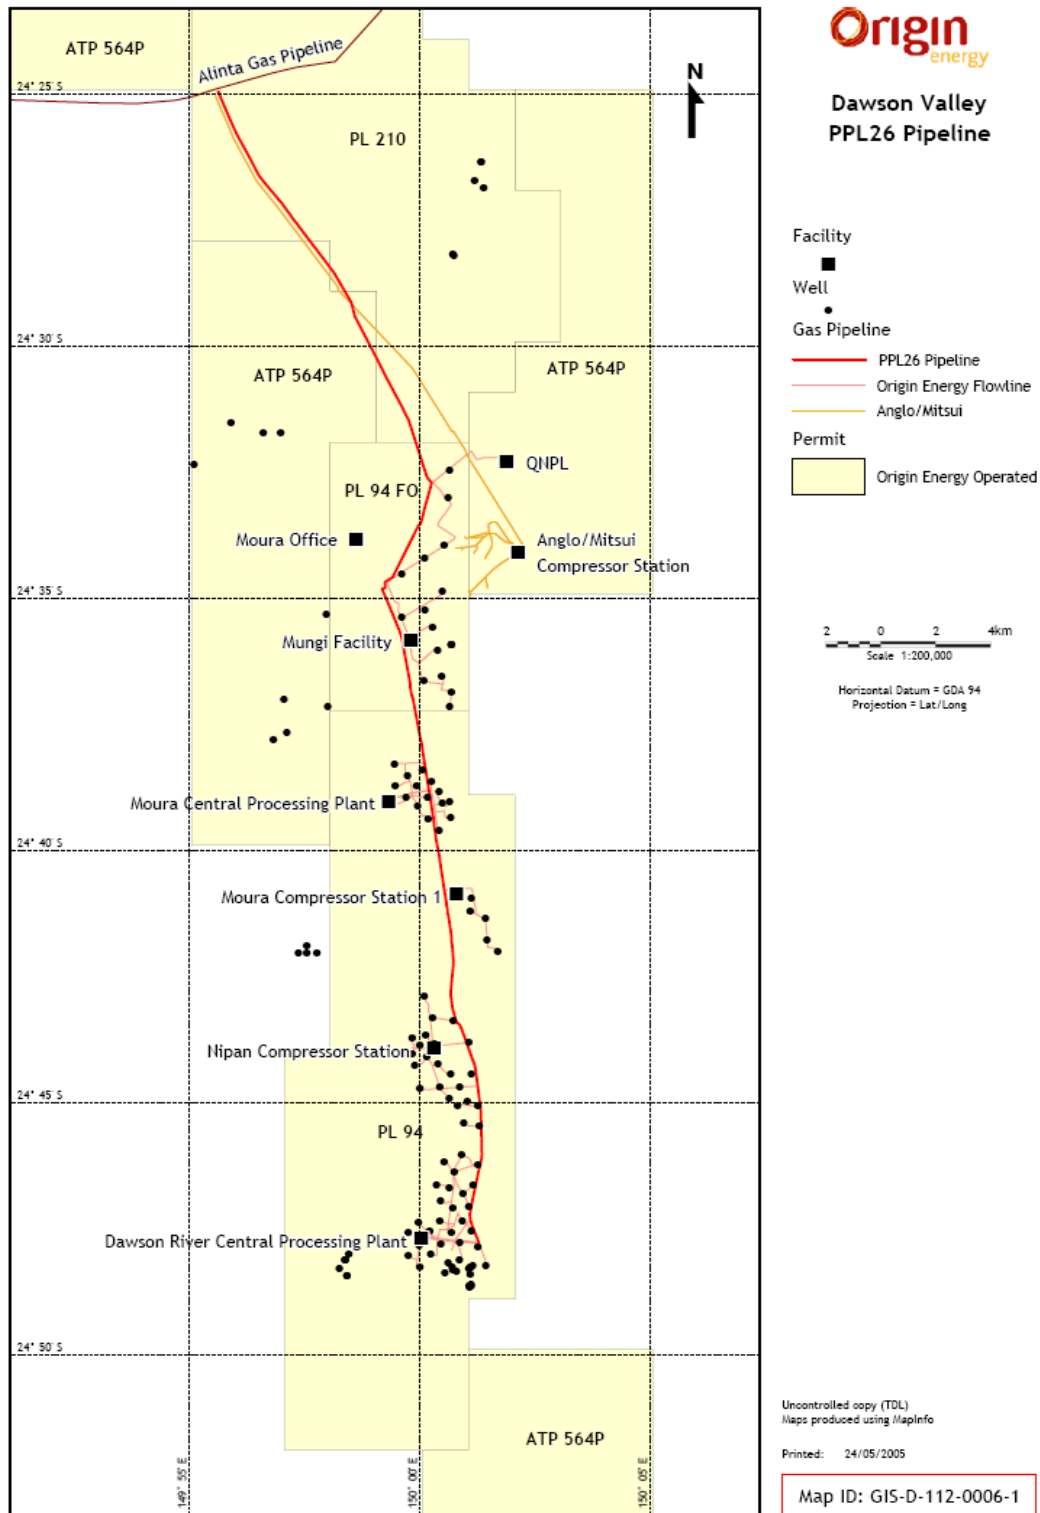 Origin
energy
Dawson Valley
PPL26 Pipeline
Facility
Well
Gas Pipeline
PPL26 Pipeline
Origin Energy Flowline
Anglo/Mitsui
Permit
Origin Energy Operated
2 0 2 4km
Scale 1:200,000
Horizontal Datum = GDA 94
Projection = Lat/Long
Uncontrolled copy (TDL)
Maps produced using MapInfo
Printed: 24/05/2005
Map ID: GIS-D-112-0006-1
ATP 564P
Alinta Gas Pipeline
N
24° 25' S
PL 210
24° 30' S
ATP 564P
ATP 564P
QNPL
PL 94 FO
Moura Office
Anglo/Mitsui
Compressor Station
24° 35' S
Mungi Facility
Moura Central Processing Plant
24° 40' S
Moura Compressor Station 1
Nipan Compressor Station
24° 45' S
PL 94
Dawson River Central Processing Plant
24° 50' S
ATP 564P
149° 55' E
150° 00' E
150° 05' E